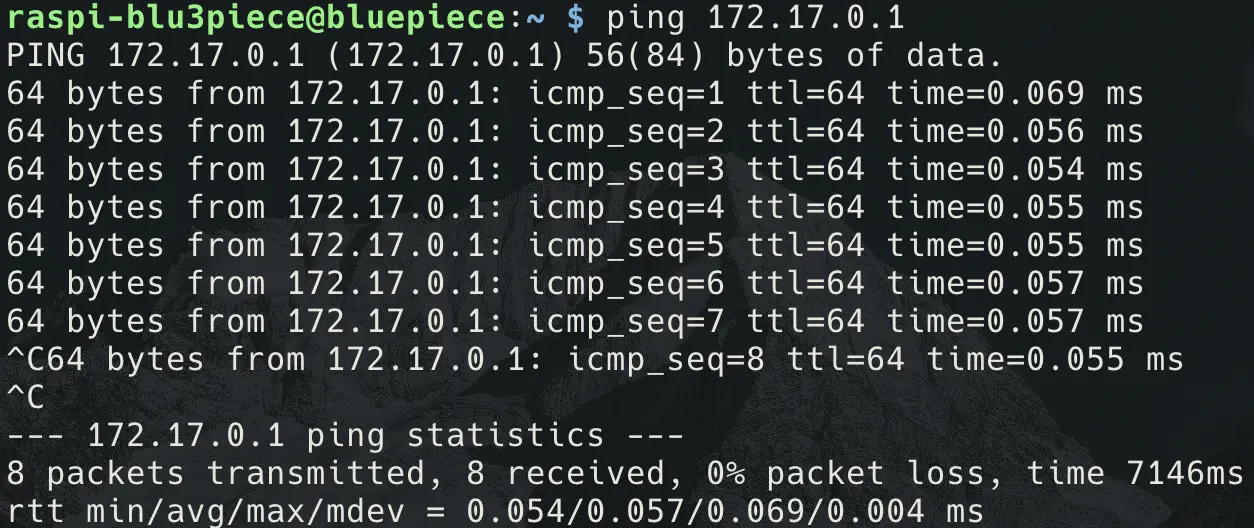 raspi-blu3piece@bluepiece:~ $ ping 172.17.0.1
PING 172.17.0.1 (172.17.0.1) 56(84) bytes of data.
64 bytes from 172.17.0.1: icmp_seq=1 ttl=64 time=0.069 ms
64 bytes from 172.17.0.1: icmp_seq=2 ttl=64 time=0.056 ms
64 bytes from 172.17.0.1: icmp_seq=3 ttl=64 time=0.054 ms
64 bytes from 172.17.0.1: icmp_seq=4 ttl=64 time=0.055 ms
64 bytes from 172.17.0.1: icmp_seq=5 ttl=64 time=0.055 ms
64 bytes from 172.17.0.1: icmp_seq=6 ttl=64 time=0.057 ms
64 bytes from 172.17.0.1: icmp_seq=7 ttl=64 time=0.057 ms
^C64 bytes from 172.17.0.1: icmp_seq=8 ttl=64 time=0.055 ms
^C
--- 172.17.0.1 ping statistics ---
8 packets transmitted, 8 received, 0% packet loss, time 7146ms
rtt min/avg/max/mdev = 0.054/0.057/0.069/0.004 ms